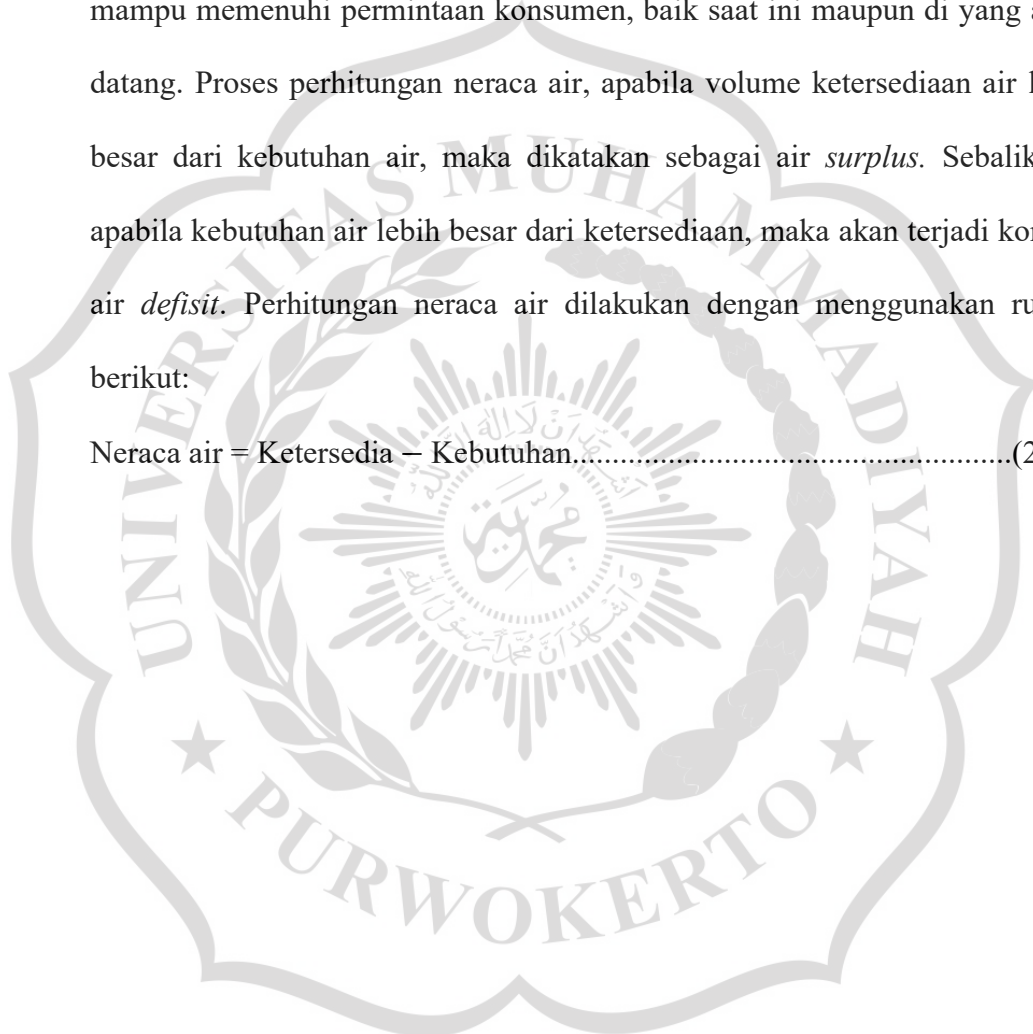 mampu memenuhi permintaan konsumen, baik saat ini maupun di yang
datang. Proses perhitungan neraca air, apabila volume ketersediaan air
besar dari kebutuhan air, maka dikatakan sebagai air surplus. Sebalik
apabila kebutuhan air lebih besar dari ketersediaan, maka akan terjadi
air defisit. Perhitungan neraca air dilakukan dengan menggunakan
berikut:
Neraca air = Ketersedia – Kebutuhan.......................................................(2
UNIVERSITAS MUHAMMADIYAH
PURWOKERTO